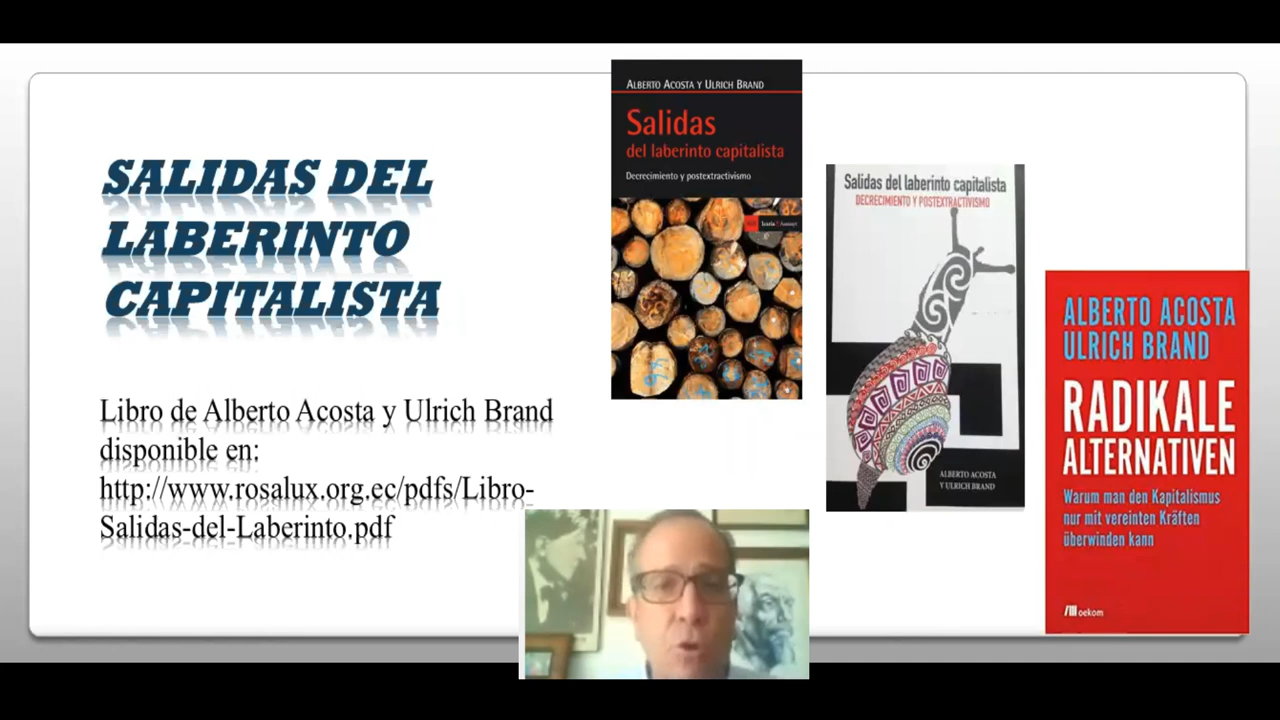 SALIDAS DEL
LABERINTO
CAPITALISTA
Libro de Alberto Acosta y Ulrich Brand
disponible en:
http://www.rosalux.org.ec/pdfs/Libro-
Salidas-del-Laberinto.pdf
ALBERTO ACOSTA Y ULRICH BRAND
Salidas
del laberinto capitalista
Decrecimiento y postextractivismo
Salidas del laberinto capitalista
DECRECIMIENTO Y POSTEXTRACTIVISMO
ALBERTO ACOSTA
Y ULRICH BRAND
ALBERTO ACOSTA
ULRICH BRAND
RADIKALE
ALTERNATIVEN
Warum man den Kapitalismus
nur mit vereinten Kräften
überwinden kann
oekom